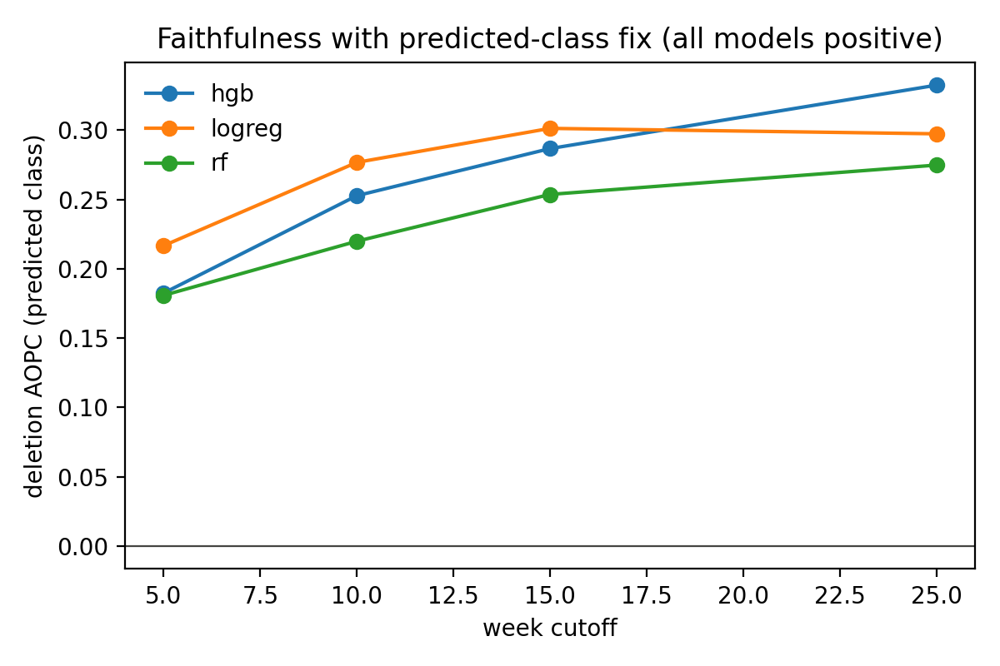 Faithfulness with predicted-class fix (all models positive)
hgb
logreg
rf
deletion AOPC (predicted class)
0.30
0.25
0.20
0.15
0.10
0.05
0.00
5.0 7.5 10.0 12.5 15.0 17.5 20.0 22.5 25.0
week cutoff